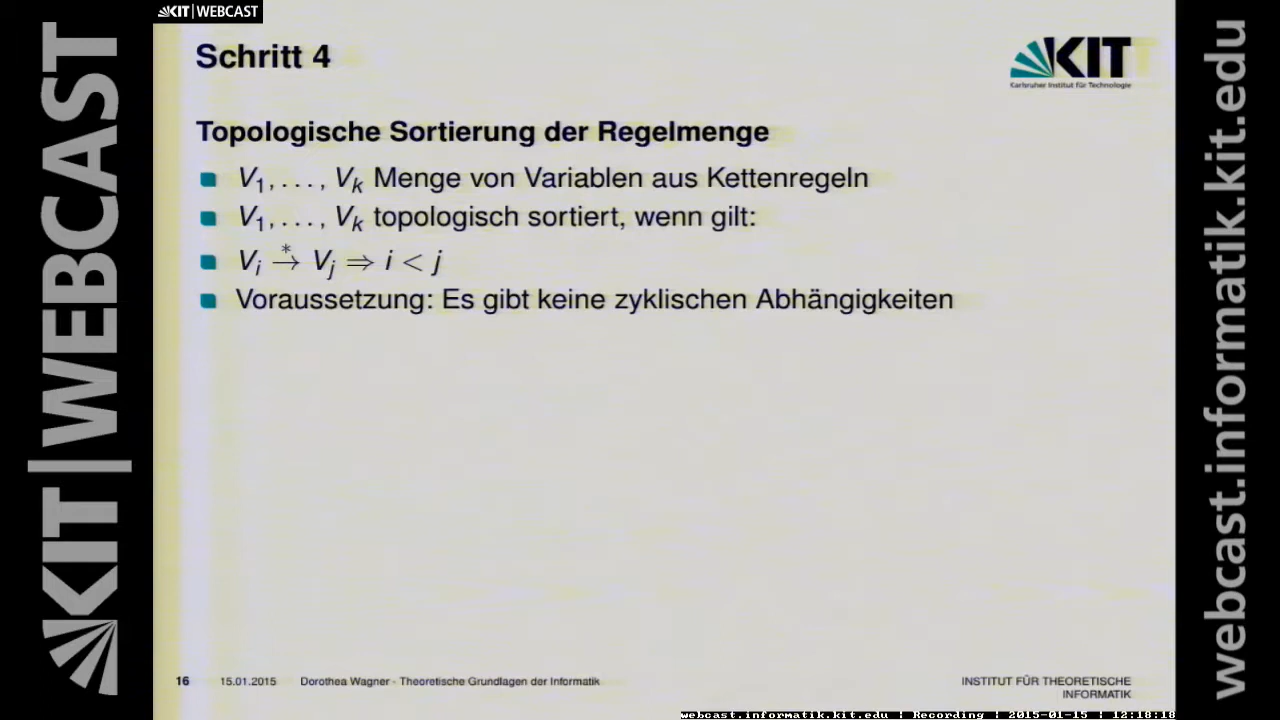 KIT | WEBCAST
KIT | WEBCAST
Schritt 4
KIT
Karlsruher Institut für Technologie
Topologische Sortierung der Regelmenge
V₁, . . . , Vₖ Menge von Variablen aus Kettenregeln
V₁, . . . , Vₖ topologisch sortiert, wenn gilt:
Vᵢ →* Vⱼ ⇒ i < j
Voraussetzung: Es gibt keine zyklischen Abhängigkeiten
16 15.01.2015 Dorothea Wagner - Theoretische Grundlagen der Informatik
INSTITUT FÜR THEORETISCHE
INFORMATIK
webcast.informatik.kit.edu
webcast.informatik.kit.edu | Recording | 2015-01-15 | 12:18:18